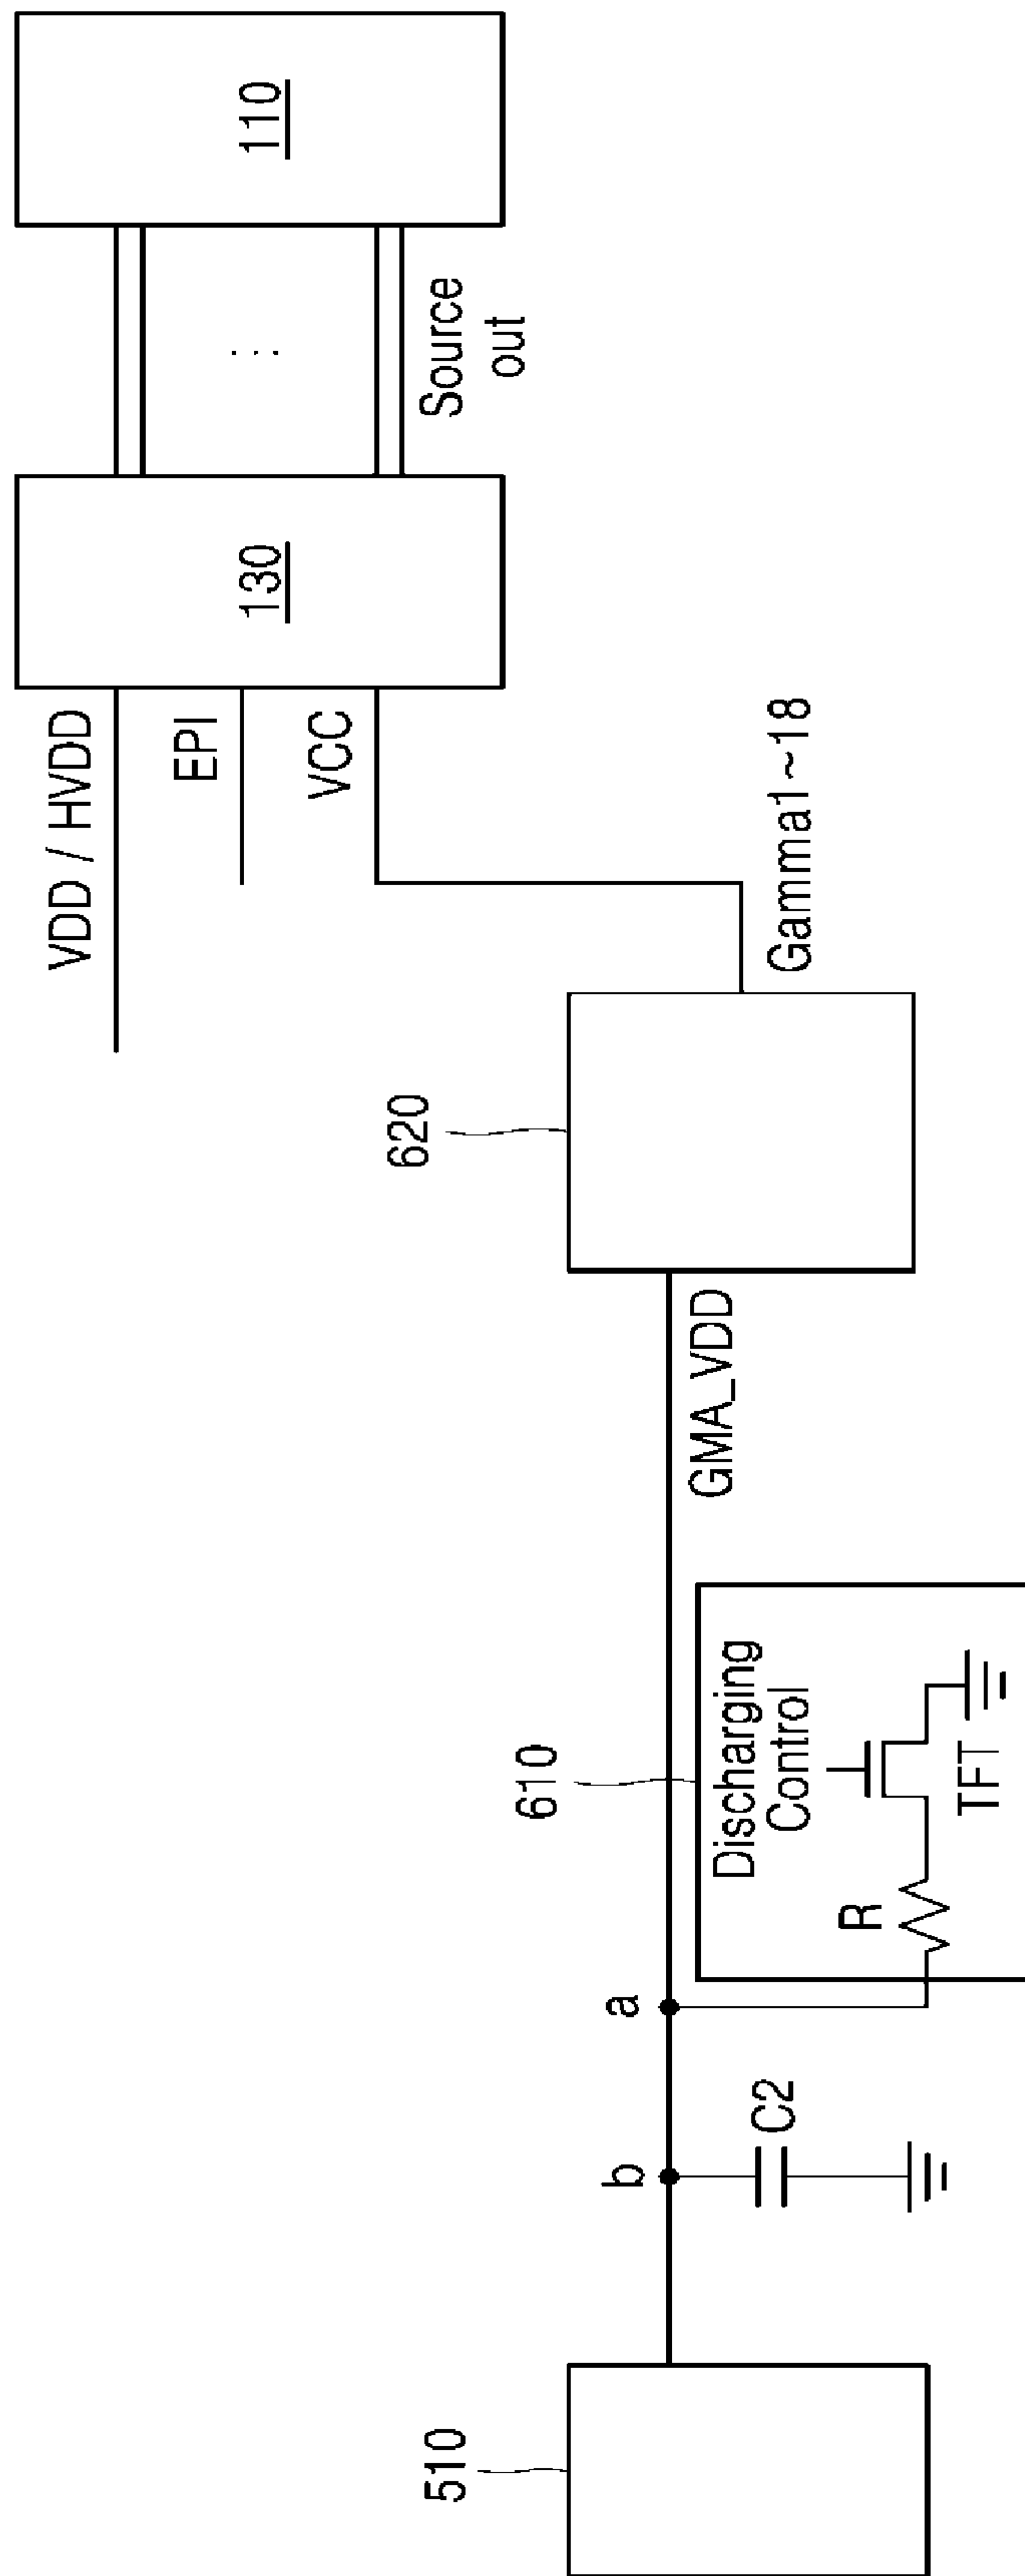 110
Source
out
130
VDD / HVDD
EPI
VCC
Gamma1~18
620
GMA_VDD
610
Discharging
Control
TFT
R
a
b
C2
510